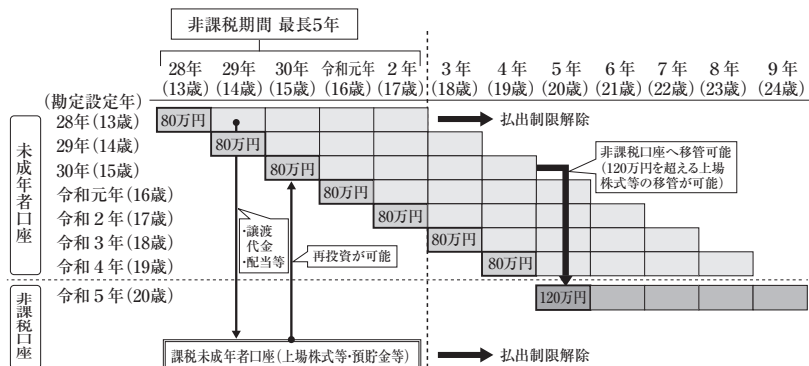 非課税期間 最長5年
28年 29年 30年 令和元年 2年 3年 4年 5年 6年 7年 8年 9年
(13歳) (14歳) (15歳) (16歳) (17歳) (18歳) (19歳) (20歳) (21歳) (22歳) (23歳) (24歳)
(勘定設定年)
未成年者口座
28年(13歳) 80万円
払出制限解除
29年(14歳) 80万円
30年(15歳) 80万円
令和元年(16歳) 80万円
令和2年(17歳) 80万円
令和3年(18歳) 80万円
令和4年(19歳) 80万円
非課税口座へ移管可能
(120万円を超える上場
株式等の移管が可能)
・譲渡
代金
・配当等
再投資が可能
非課税口座
令和5年(20歳) 120万円
課税未成年者口座(上場株式等・預貯金等)
払出制限解除